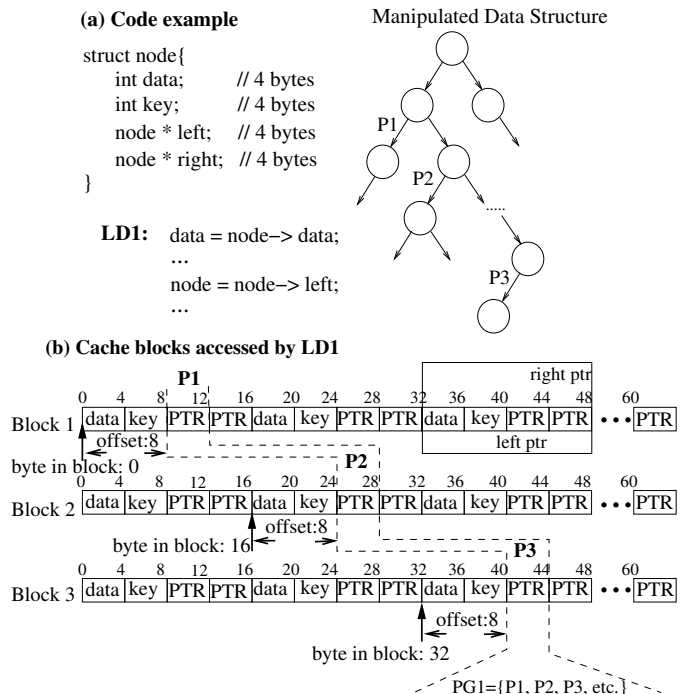 (a) Code example
Manipulated Data Structure
struct node{
int data; // 4 bytes
int key; // 4 bytes
node * left; // 4 bytes
node * right; // 4 bytes
}
P1
P2
.....
P3
LD1: data = node−> data;
...
node = node−> left;
...
(b) Cache blocks accessed by LD1
P1
right ptr
0 4 8 12 16 20 24 28 32 36 40 44 48 60
Block 1 data key PTR PTR data key PTR PTR data key PTR PTR ••• PTR
offset:8
left ptr
byte in block: 0
P2
0 4 8 12 16 20 24 28 32 36 40 44 48 60
Block 2 data key PTR PTR data key PTR PTR data key PTR PTR ••• PTR
offset:8
byte in block: 16
P3
0 4 8 12 16 20 24 28 32 36 40 44 48 60
Block 3 data key PTR PTR data key PTR PTR data key PTR PTR ••• PTR
offset:8
byte in block: 32
PG1={P1, P2, P3, etc.}